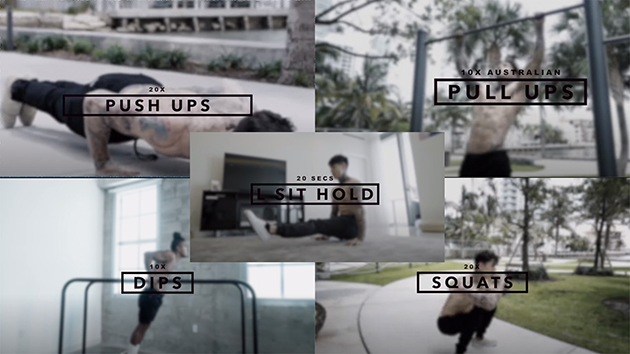 20X
PUSH UPS
10X AUSTRALIAN
PULL UPS
20 SECS
L-SIT HOLD
10X
DIPS
20X
SQUATS